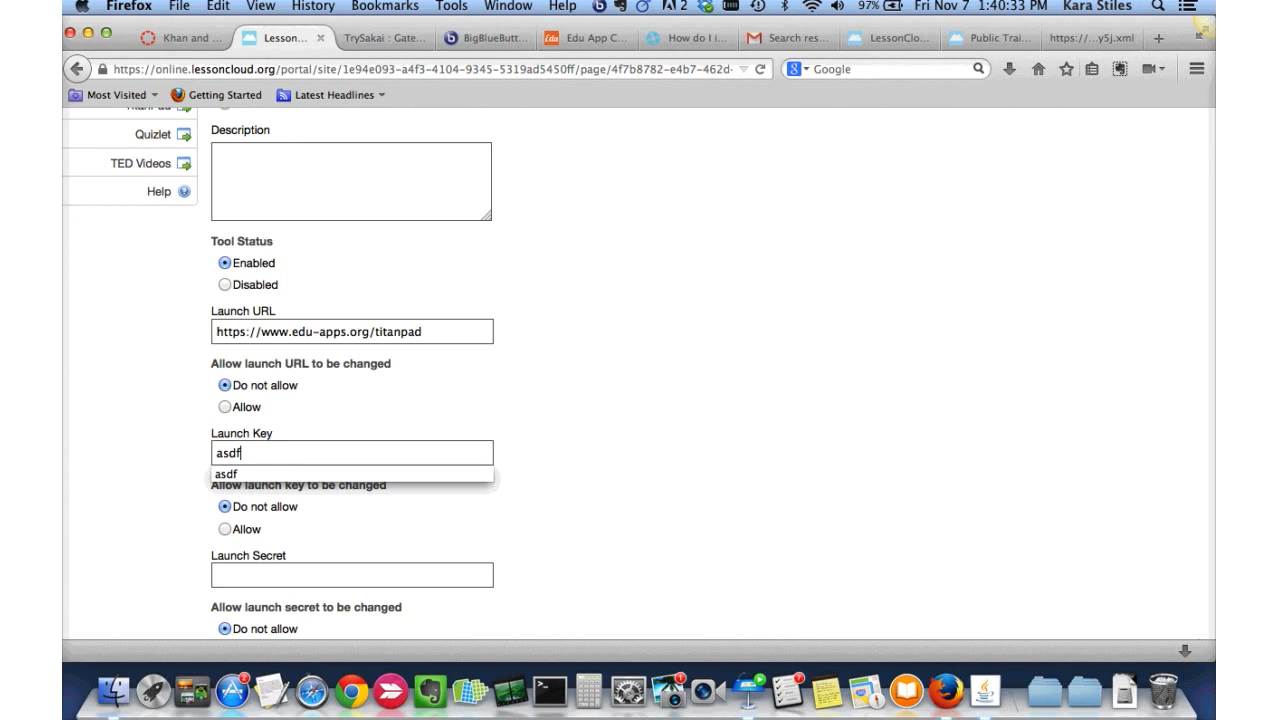 Firefox File Edit View History Bookmarks Tools Window Help 2 97% Fri Nov 7 1:40:33 PM Kara Stiles
Khan and ... Lesson... × TrySakai : Gate... BigBlueButt... Edu App C... How do I i... Search res... LessonClo... Public Trai... https://...y5j.xml +
https://online.lessoncloud.org/portal/site/1e94e093-a4f3-4104-9345-5319ad5450ff/page/4f7b8782-e4b7-462d- Google
Most Visited Getting Started Latest Headlines
Quizlet
TED Videos
Help
Description
Tool Status
Enabled
Disabled
Launch URL
https://www.edu-apps.org/titanpad
Allow launch URL to be changed
Do not allow
Allow
Launch Key
asdf
asdf
Allow launch key to be changed
Do not allow
Allow
Launch Secret
Allow launch secret to be changed
Do not allow